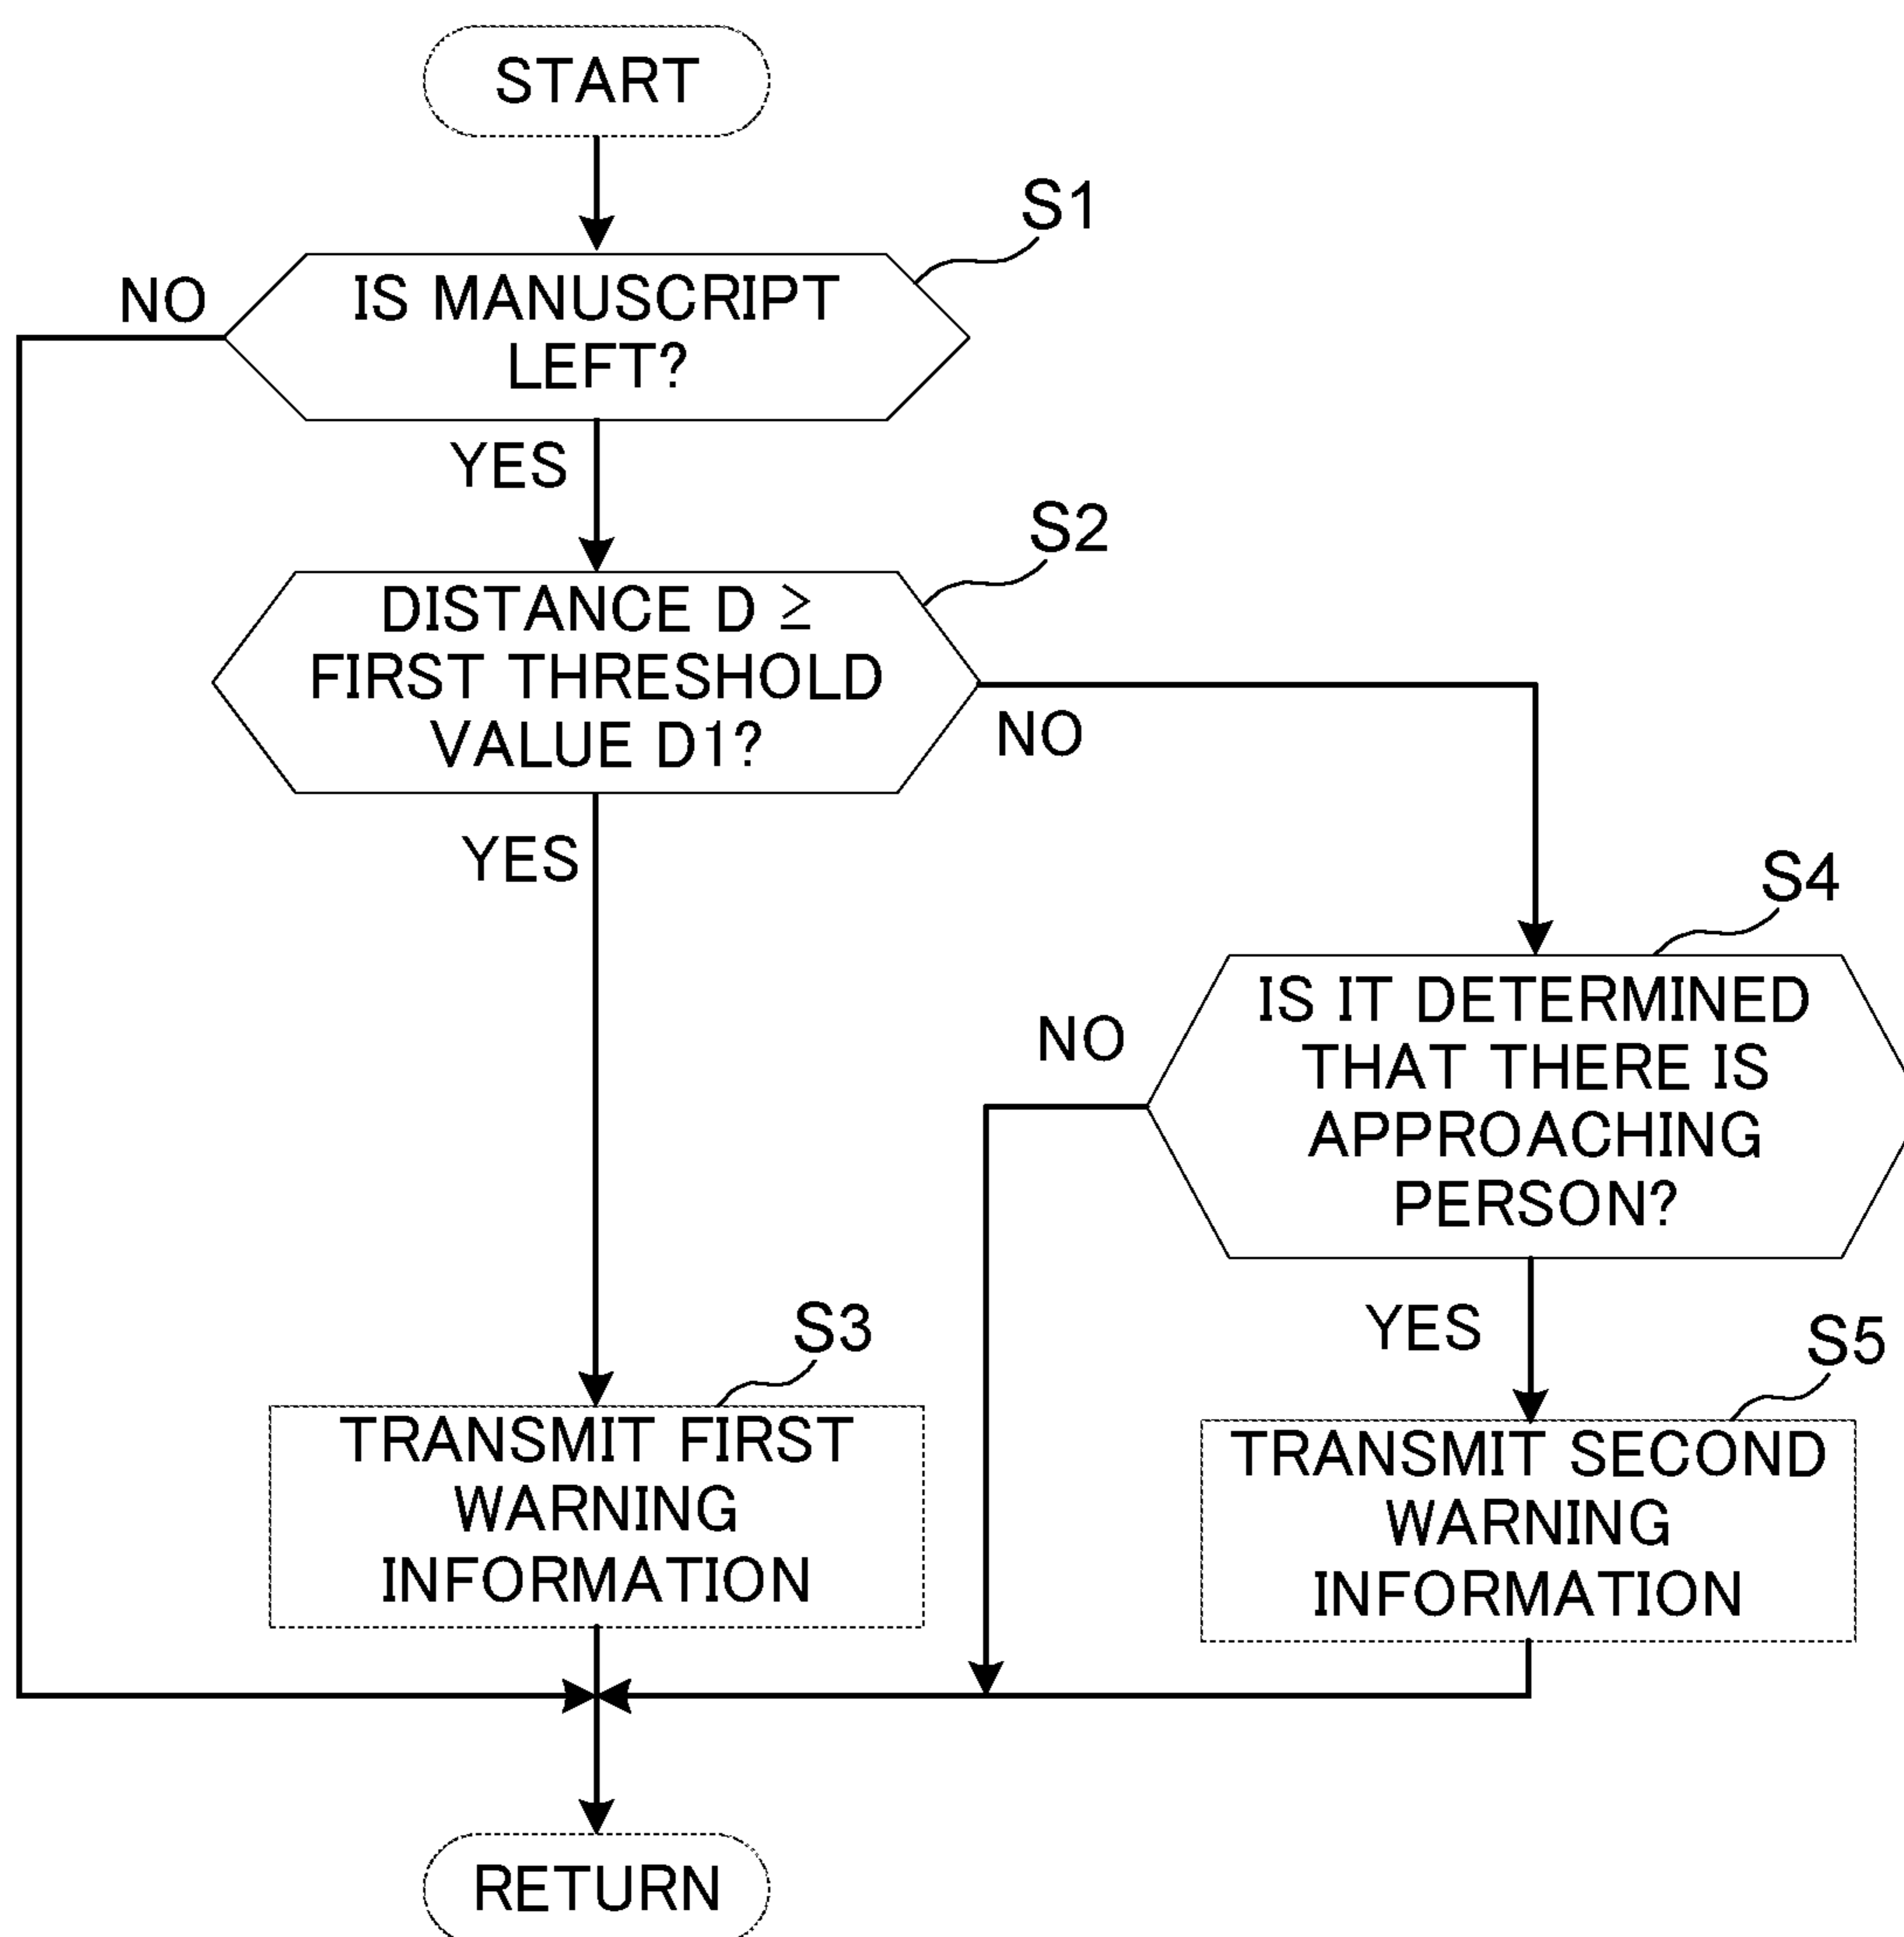 START
S1
NO
IS MANUSCRIPT
LEFT?
YES
S2
DISTANCE D ≥
FIRST THRESHOLD
VALUE D1?
NO
YES
S4
IS IT DETERMINED
THAT THERE IS
APPROACHING
PERSON?
NO
YES
S3
S5
TRANSMIT FIRST
WARNING
INFORMATION
TRANSMIT SECOND
WARNING
INFORMATION
RETURN